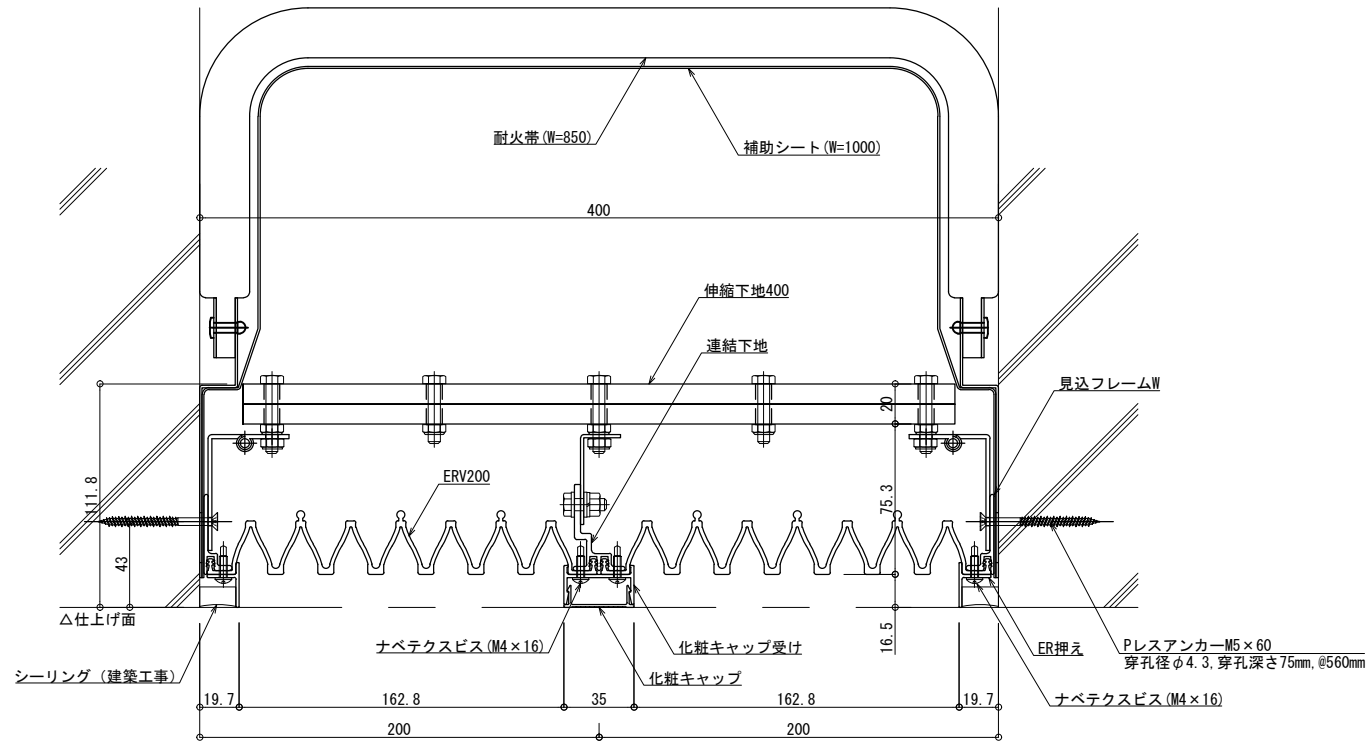 耐火帯(W=850)
補助シート(W=1000)
400
伸縮下地400
連結下地
見込フレームW
20
ERV200
111.8
75.3
43
△仕上げ面
16.5
ナベテクスビス(M4×16)
化粧キャップ受け
ER押え
Pレスアンカー M5×60
穿孔径φ4.3,穿孔深さ75mm,@560mm
シーリング（建築工事）
化粧キャップ
ナベテクスビス(M4×16)
19.7
162.8
35
162.8
19.7
200
200